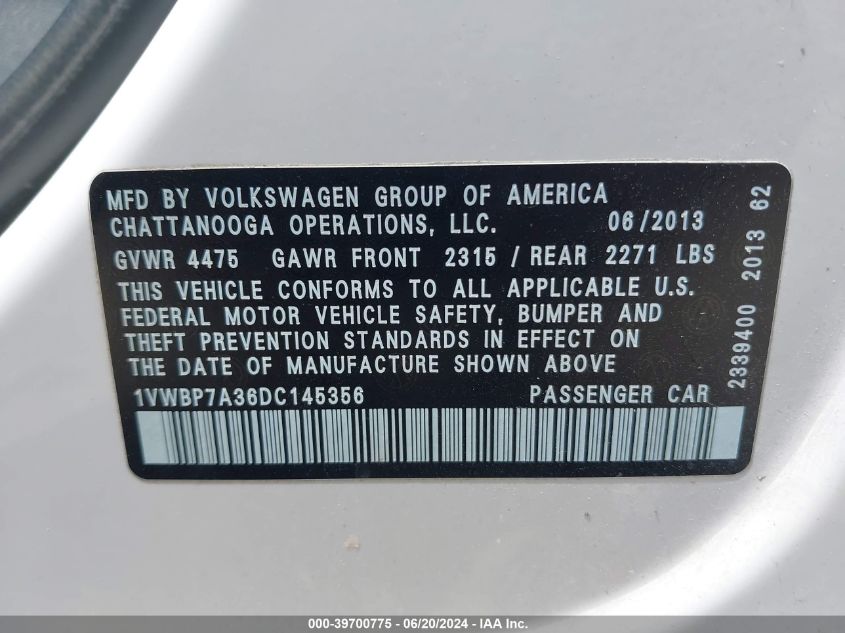 MFD BY VOLKSWAGEN GROUP OF AMERICA
CHATTANOOGA OPERATIONS, LLC. 06/2013
GVWR 4475 GAWR FRONT 2315 / REAR 2271 LBS
THIS VEHICLE CONFORMS TO ALL APPLICABLE U.S.
FEDERAL MOTOR VEHICLE SAFETY, BUMPER AND
THEFT PREVENTION STANDARDS IN EFFECT ON
THE DATE OF MANUFACTURE SHOWN ABOVE
1VWBP7A36DC145356 PASSENGER CAR
2339400 2013 62
000-39700775 - 06/20/2024 - IAA Inc.